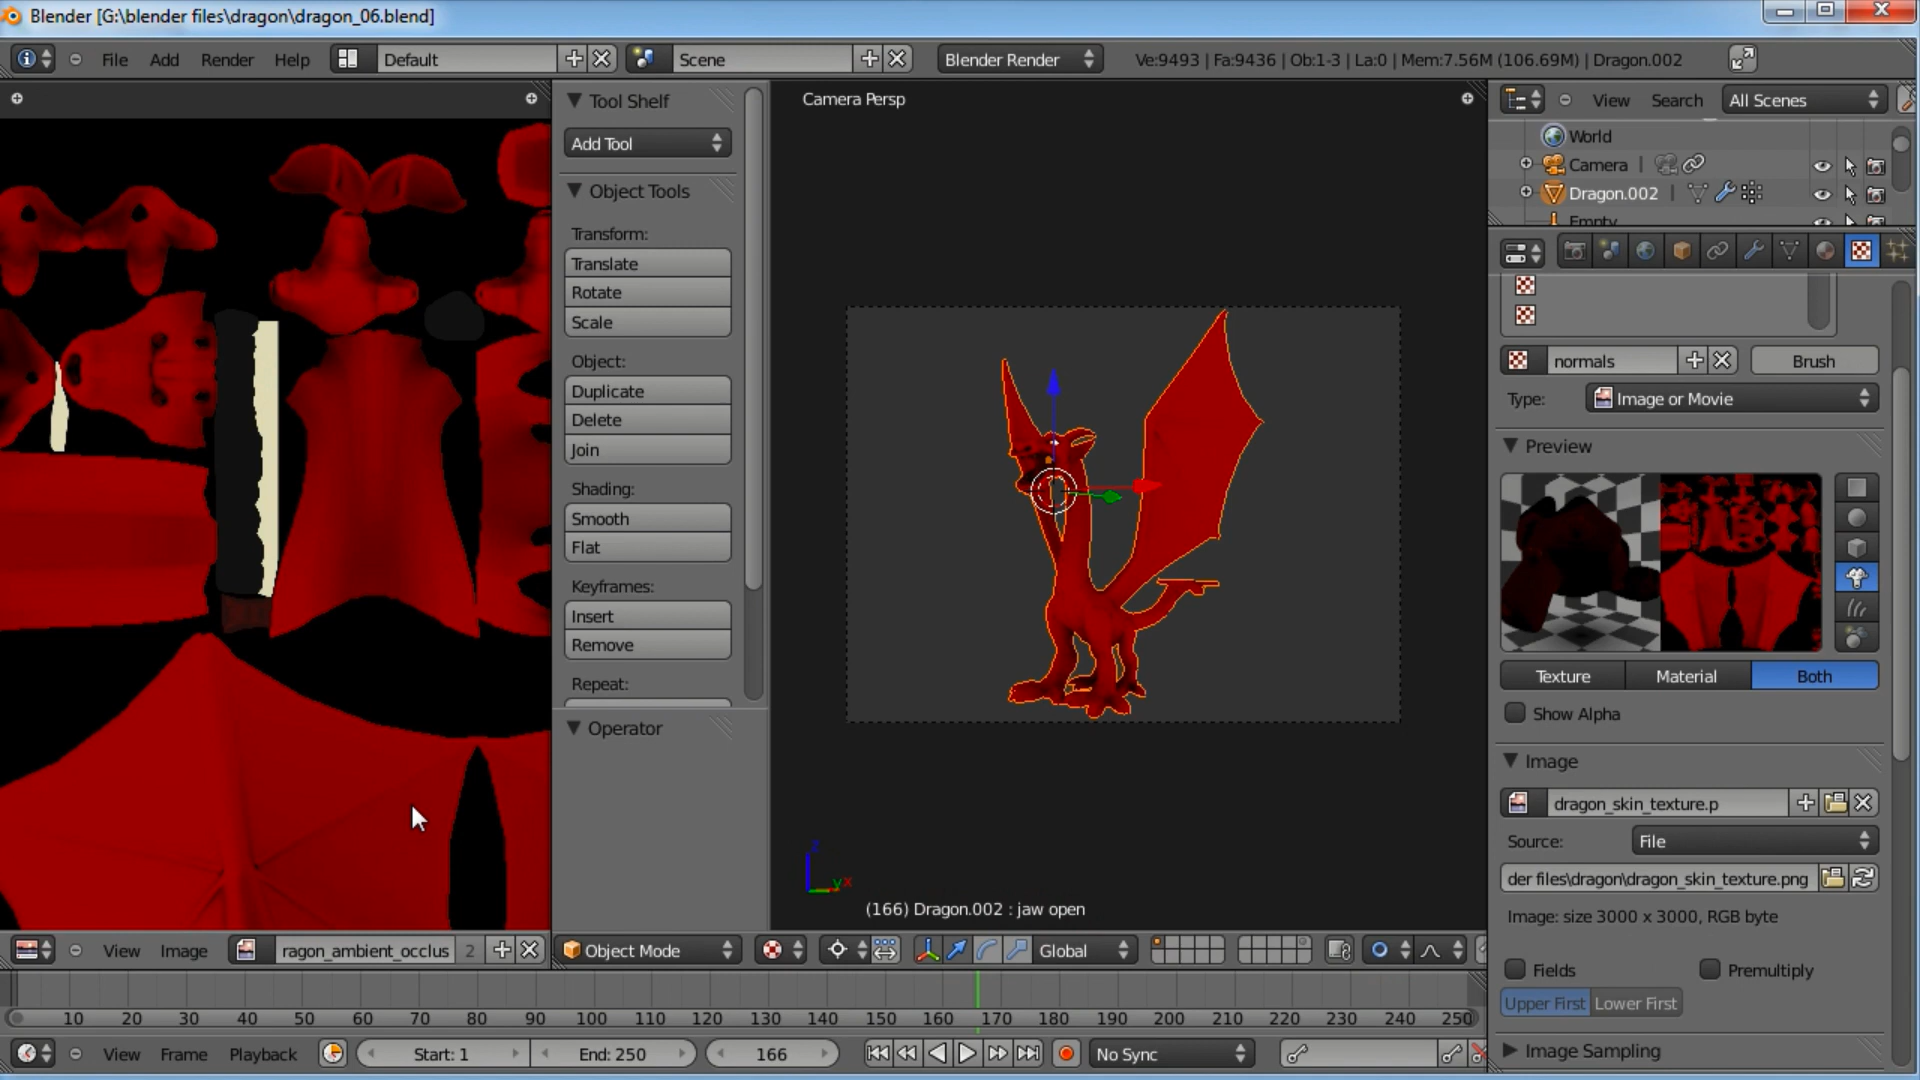 Blender [G:\blender files\dragon\dragon_06.blend]
File Add Render Help Default Scene Blender Render Ve:9493 | Fa:9436 | Ob:1-3 | La:0 | Mem:7.56M (106.69M) | Dragon.002
Tool Shelf
Add Tool
Object Tools
Transform:
Translate
Rotate
Scale
Object:
Duplicate
Delete
Join
Shading:
Smooth
Flat
Keyframes:
Insert
Remove
Repeat:
Operator
Camera Persp
(166) Dragon.002 : jaw open
View Search All Scenes
World
Camera
Dragon.002
Empty
normals Brush
Type: Image or Movie
Preview
Texture Material Both
Show Alpha
Image
dragon_skin_texture.p
Source: File
der files\dragon\dragon_skin_texture.png
Image: size 3000 x 3000, RGB byte
Fields Premultiply
Upper First Lower First
Image Sampling
View Image ragon_ambient_occlus 2
Object Mode Global
10 20 30 40 50 60 70 80 90 100 110 120 130 140 150 160 170 180 190 200 210 220 230 240 250
View Frame Playback Start: 1 End: 250 166 No Sync